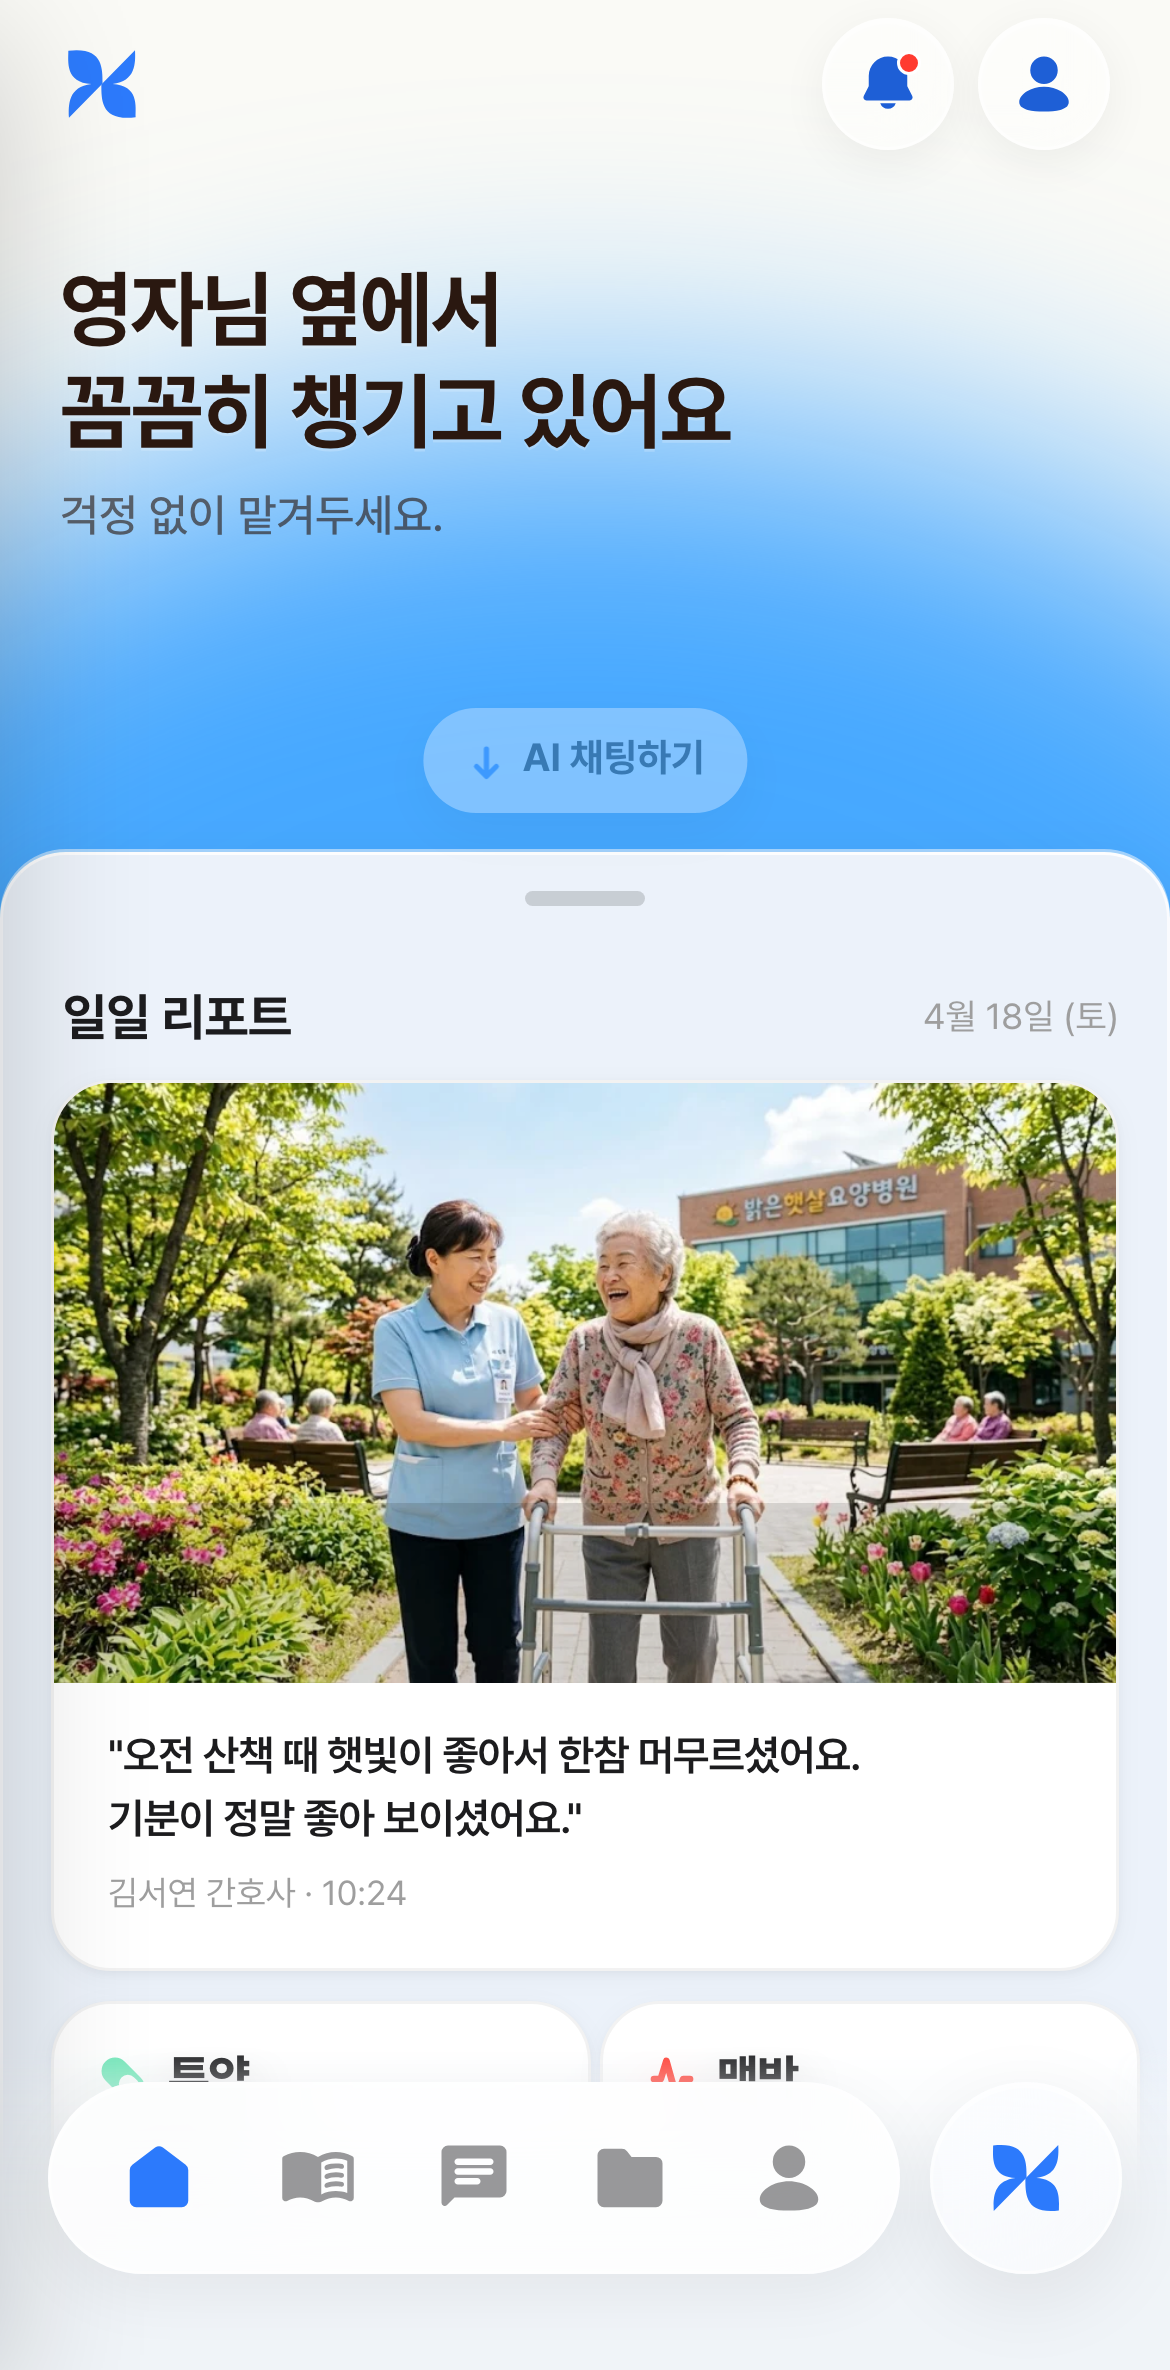 영자님 옆에서
꼼꼼히 챙기고 있어요
걱정 없이 맡겨두세요.
AI 채팅하기
일일 리포트
4월 18일 (토)
밝은햇살요양병원
"오전 산책 때 햇빛이 좋아서 한참 머무르셨어요.
기분이 정말 좋아 보이셨어요."
김서연 간호사 · 10:24
투약
맥박